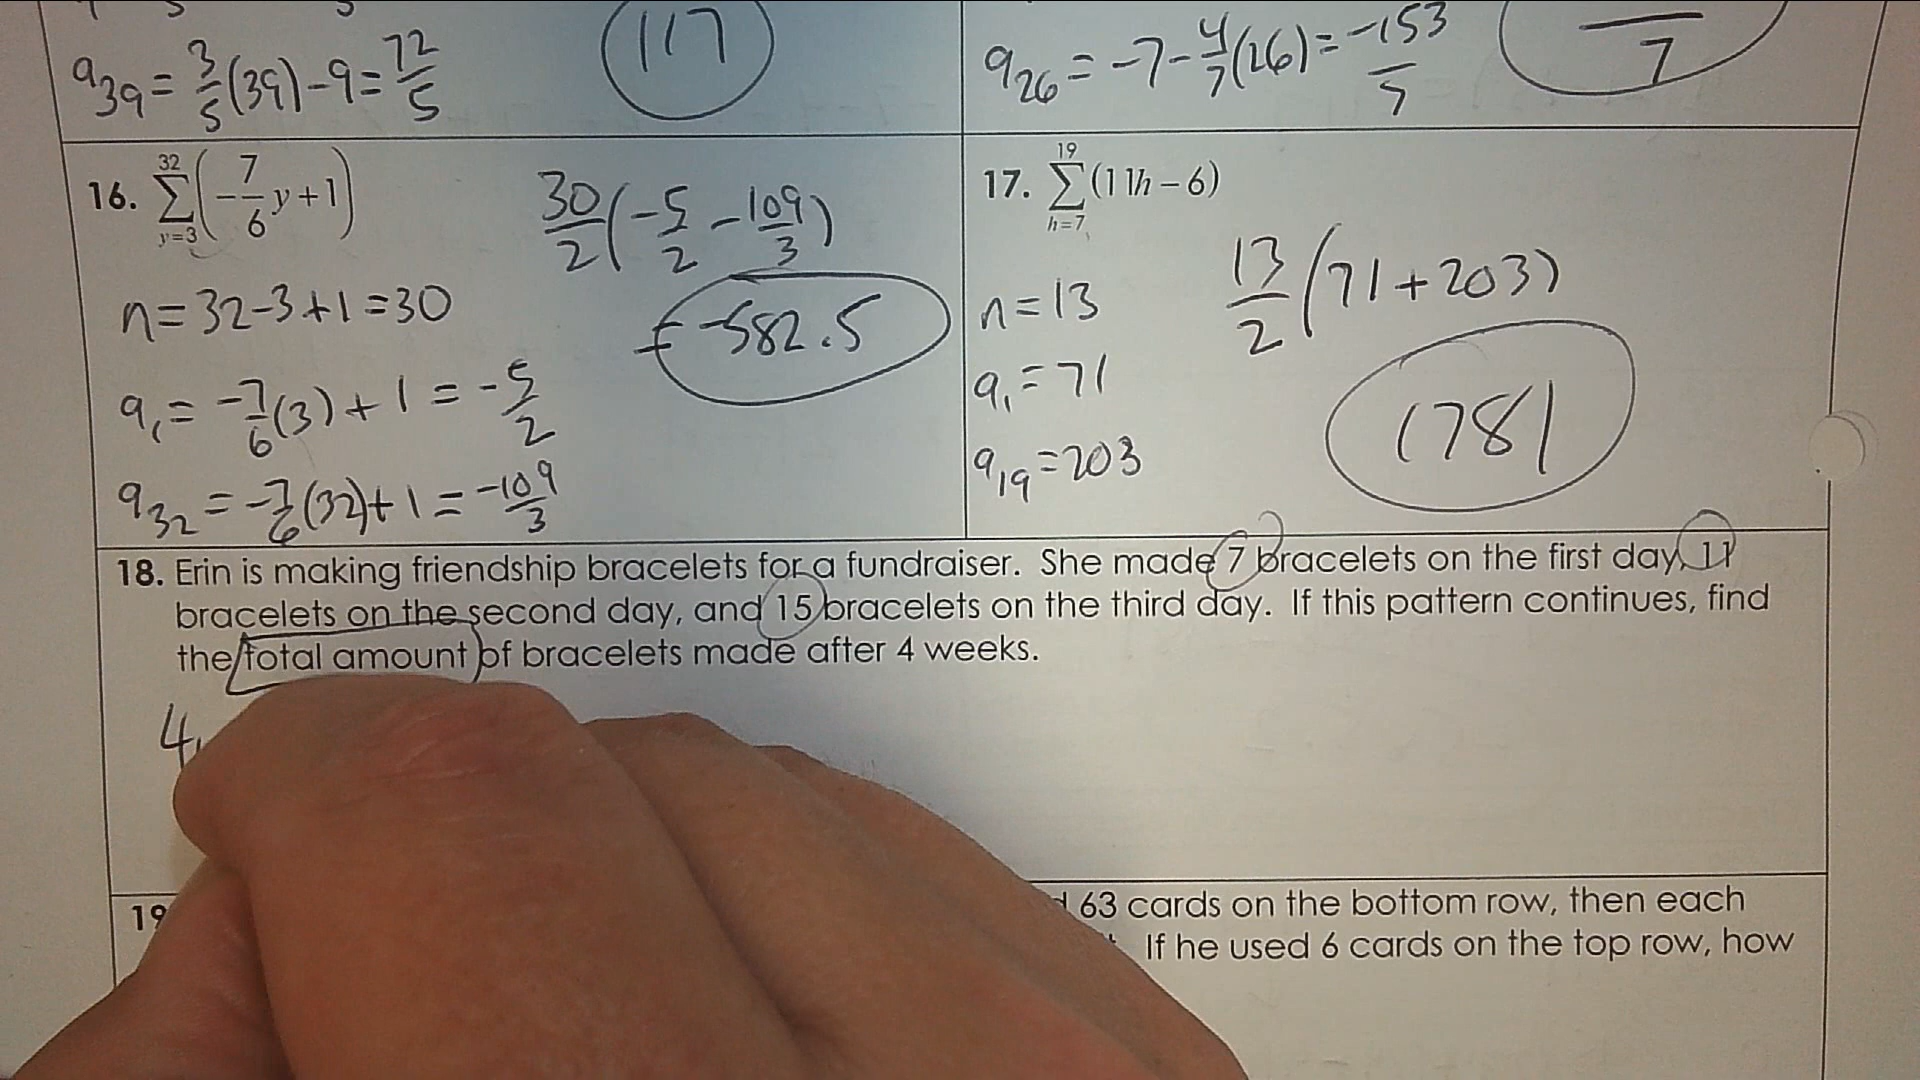 a₃₉ = 3/5(39) - 9 = 72/5
117
a₂₆ = -7 - 4/7(26) = -153/7
7
16. 32 Σ y=3 (-7/6 y + 1)
30/2(-5/2 - 109/3)
= -582.5
n = 32-3+1 = 30
a₁ = -7/6(3) + 1 = -5/2
a₃₂ = -7/6(32) + 1 = -109/3
17. 19 Σ h=7 (11h – 6)
13/2(71 + 203)
n = 13
a₁ = 71
a₁₉ = 203
1781
18. Erin is making friendship bracelets for a fundraiser. She made 7 bracelets on the first day, 11
bracelets on the second day, and 15 bracelets on the third day. If this pattern continues, find
the total amount of bracelets made after 4 weeks.
4
19
63 cards on the bottom row, then each
If he used 6 cards on the top row, how